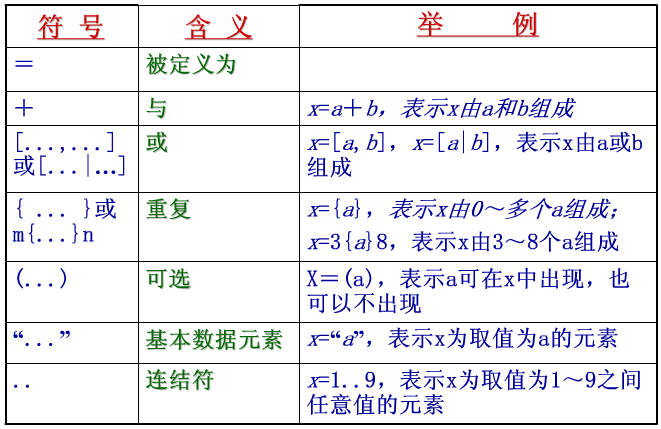 符 号 含 义 举 例
= 被定义为
+ 与 x=a+b，表示x由a和b组成
[...,...] 或 x=[a,b]，x=[a|b]，表示x由a或b
或[...|...] 组成
{ ... }或 重复 x={a}，表示x由0～多个a组成；
m{...}n x=3{a}8，表示x由3～8个a组成
(...) 可选 X=(a)，表示a可在x中出现，也
可以不出现
“...” 基本数据元素 x=“a”，表示x为取值为a的元素
.. 连结符 x=1..9，表示x为取值为1～9之间
任意值的元素